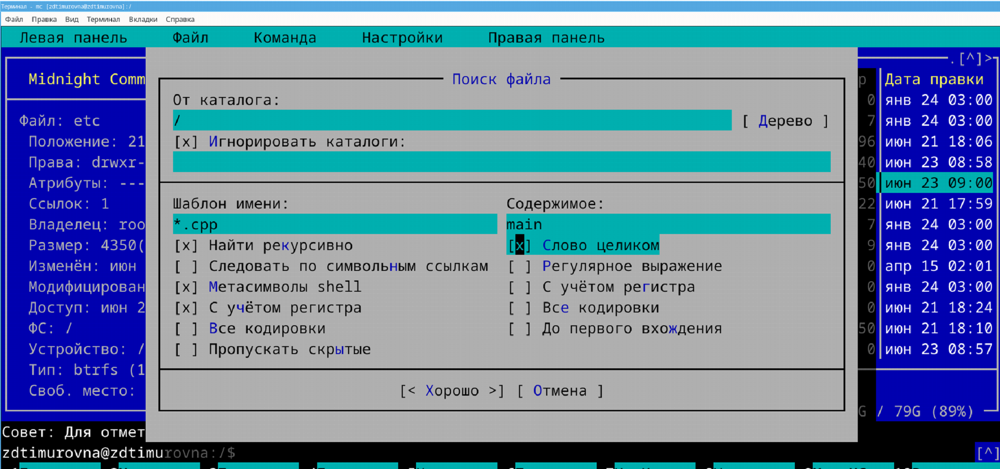 Терминал - mc [zdtimurovna@zdtimurovna]:/
Файл Правка Вид Терминал Вкладки Справка
Левая панель Файл Команда Настройки Правая панель
.[^]>
Midnight Comm
Поиск файла
р Дата правки
От каталога:
0 янв 24 03:00
Файл: etc
/ [ Дерево ]
7 янв 24 03:00
Положение: 21
[x] Игнорировать каталоги:
96 июн 21 18:06
Права: drwxr-
40 июн 23 08:58
Атрибуты: ---
50 июн 23 09:00
Ссылок: 1
Шаблон имени: Содержимое:
22 июн 21 17:59
Владелец: roo
*.cpp main
7 янв 24 03:00
Размер: 4350(
[x] Найти рекурсивно [x] Слово целиком
9 янв 24 03:00
Изменён: июн
[ ] Следовать по символьным ссылкам [ ] Регулярное выражение
0 апр 15 02:01
Модифицирован
[x] Метасимволы shell [ ] С учётом регистра
0 янв 24 03:00
Доступ: июн 2
[x] С учётом регистра [ ] Все кодировки
0 июн 21 18:24
ФС: /
[ ] Все кодировки [ ] До первого вхождения
50 июн 21 18:10
Устройство: /
[ ] Пропускать скрытые
0 июн 23 08:57
Тип: btrfs (1
Своб. место:
[< Хорошо >] [ Отмена ]
G / 79G (89%)
Совет: Для отмет
zdtimurovna@zdtimurovna:/$ [^]